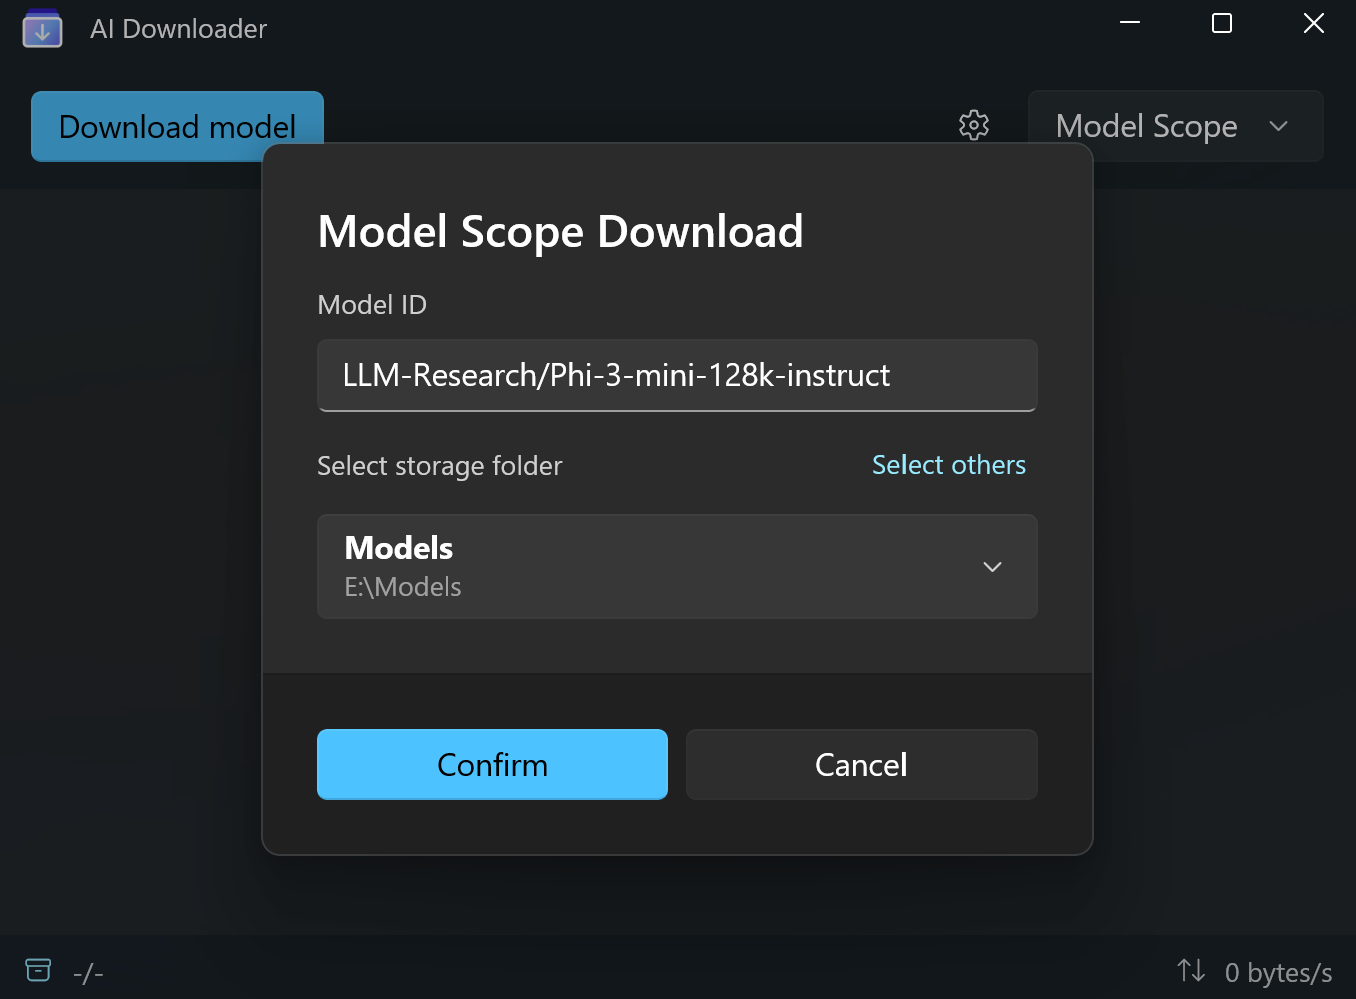 AI Downloader
Download model
Model Scope
Model Scope Download
Model ID
LLM-Research/Phi-3-mini-128k-instruct
Select storage folder
Select others
Models
E:\Models
Confirm
Cancel
-/-
0 bytes/s